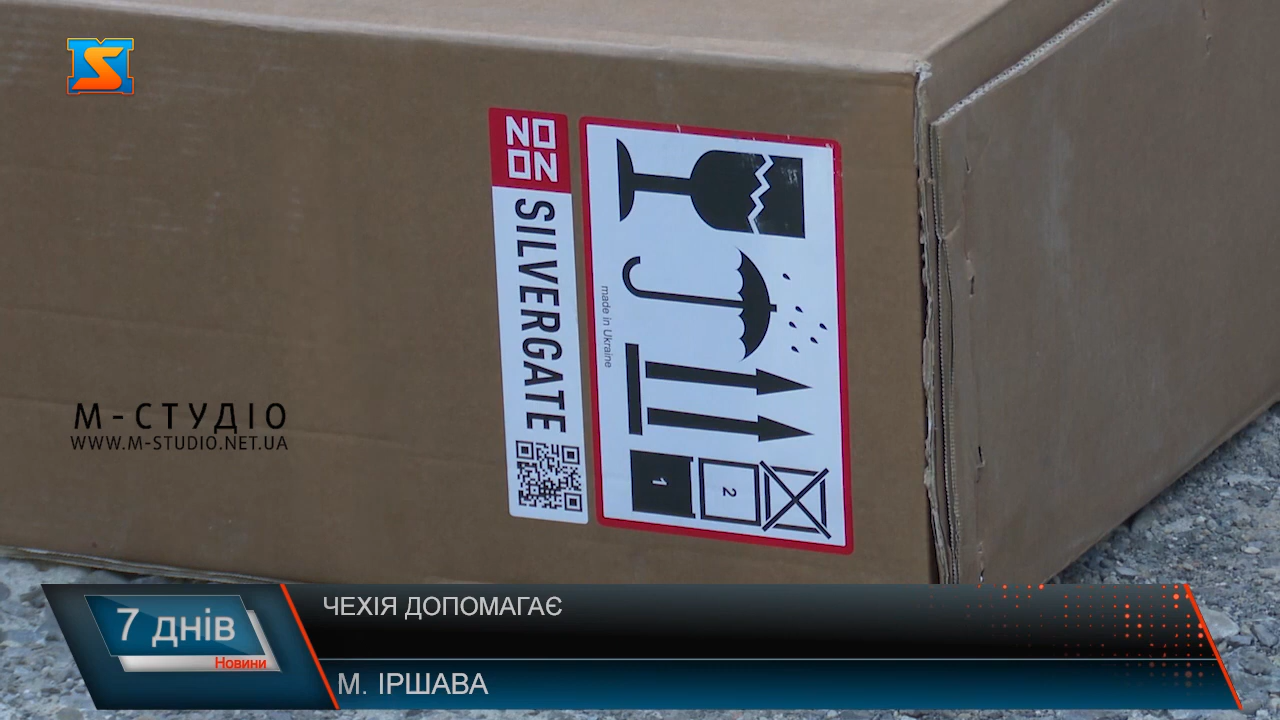 S
NO
ON
SILVERGATE
made in Ukraine
1
2
М-СТУДІО
WWW.M-STUDIO.NET.UA
7 днів
Новини
ЧЕХІЯ ДОПОМАГАЄ
М. ІРШАВА